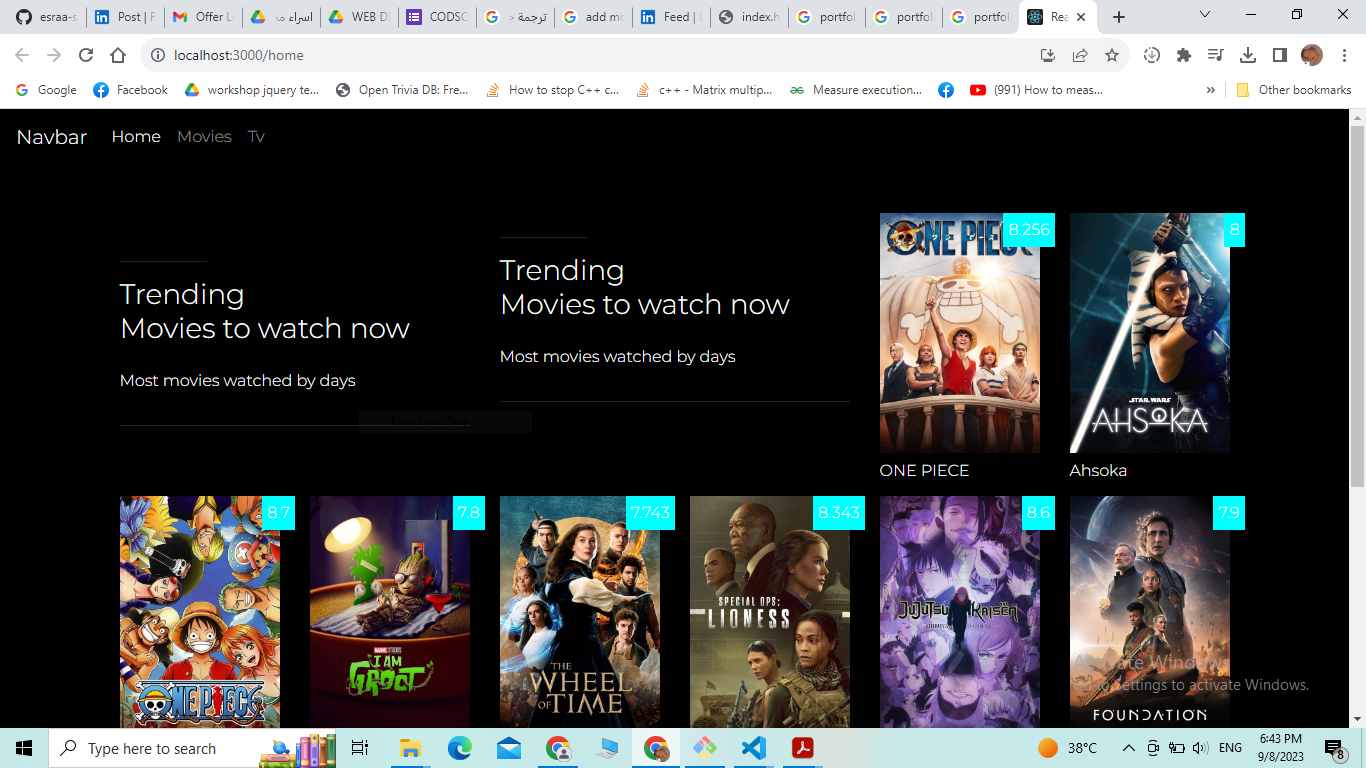 esraa-s
Post | F
Offer Le
اسراء مح
WEB DE
CODSC
ترجمة
add mo
Feed | L
index.h
portfol
portfol
portfol
Rea
localhost:3000/home
Google
Facebook
workshop jquery te...
Open Trivia DB: Fre...
How to stop C++ c...
c++ - Matrix multip...
Measure execution...
(991) How to meas...
»
Other bookmarks
Navbar Home Movies Tv
Trending
Movies to watch now
Most movies watched by days
Trending
Movies to watch now
Most movies watched by days
ONE PIECE
8.256
STAR WARS
AHSOKA
8
ONE PIECE
Ahsoka
8.7
ONE PIECE
7.8
MARVEL STUDIOS
I AM
GROOT
7.743
THE
WHEEL
OF TIME
8.343
SPECIAL OPS:
LIONESS
8.6
JUJUTSU KAISEN
7.9
FOUNDATION
Activate Windows
Go to Settings to activate Windows.
Type here to search
38°C
ENG
6:43 PM
9/8/2023
8